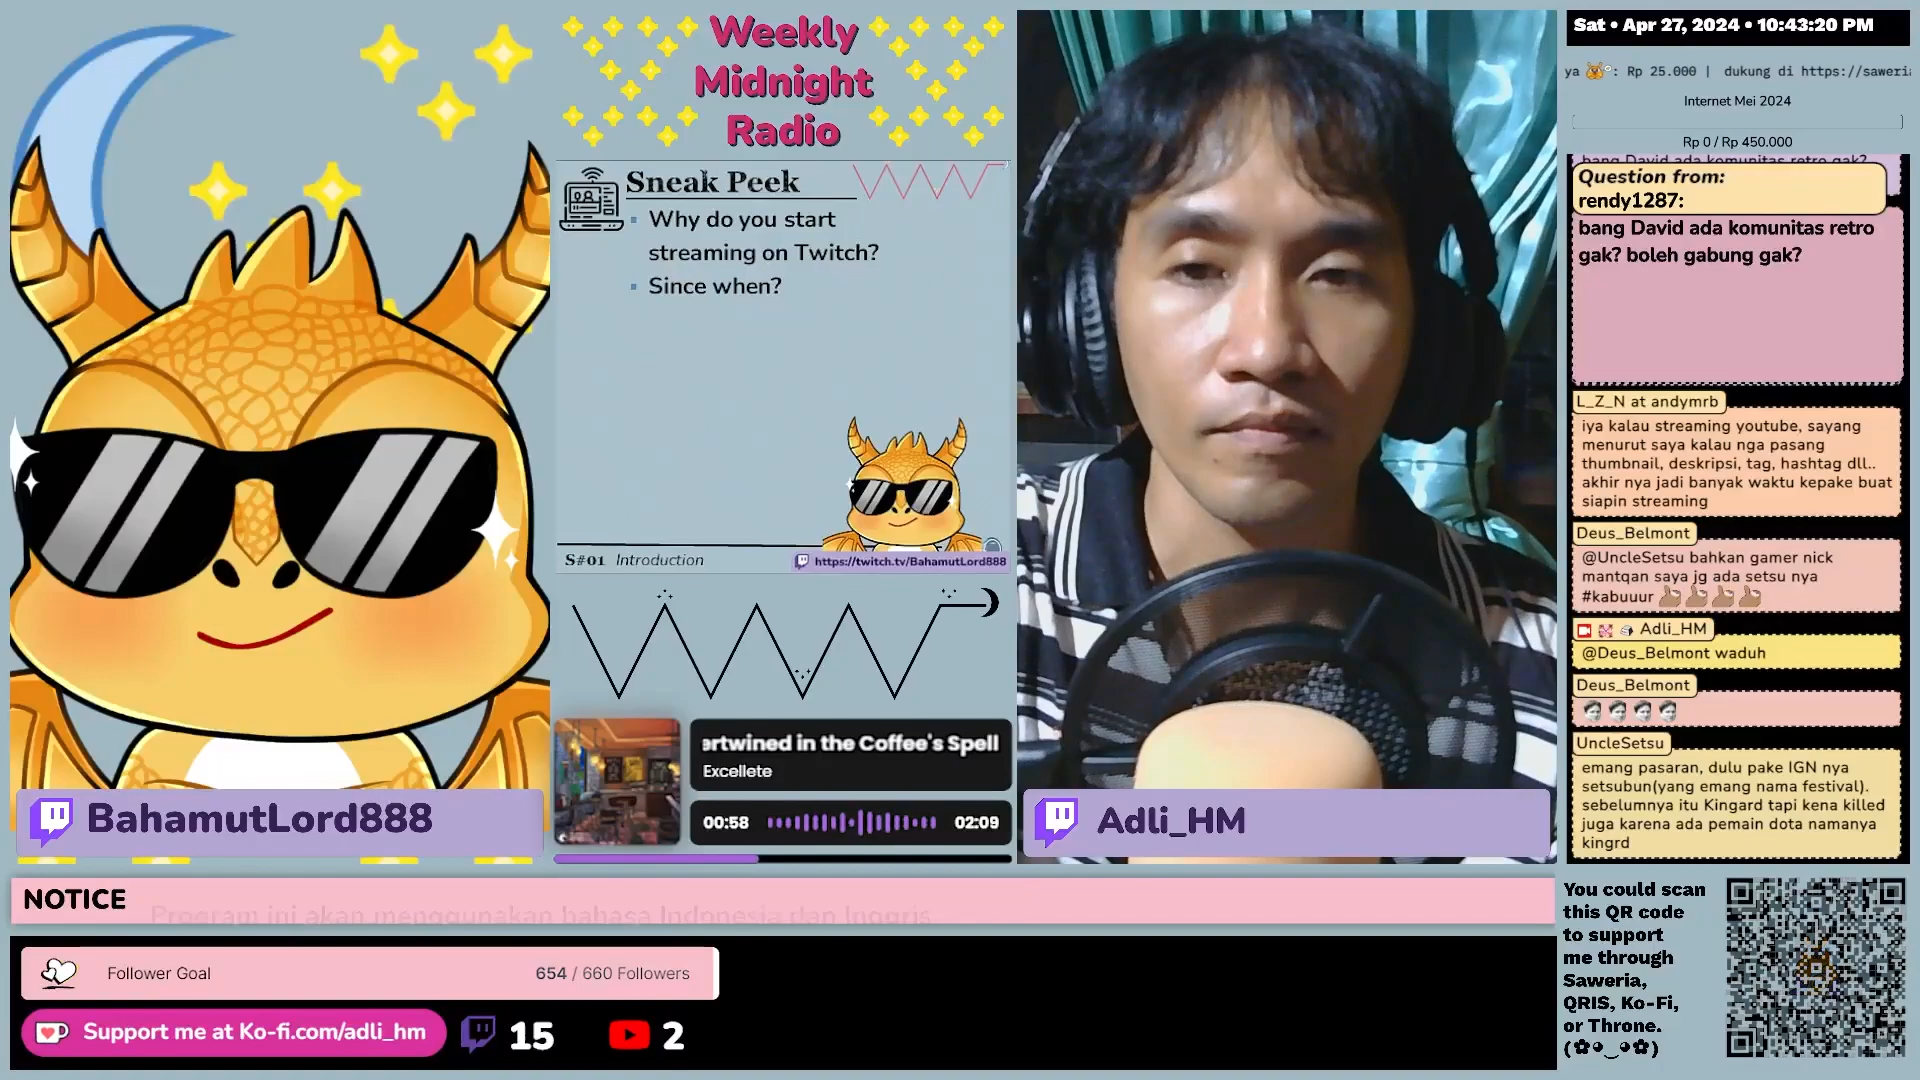 Weekly
Midnight
Radio
Sneak Peek
Why do you start
streaming on Twitch?
Since when?
S#01 Introduction
https://twitch.tv/BahamutLord888
ertwined in the Coffee's Spell
Excellete
00:58
02:09
BahamutLord888
Adli_HM
Sat • Apr 27, 2024 • 10:43:20 PM
ya : Rp 25.000 | dukung di https://saweria
Internet Mei 2024
Rp 0 / Rp 450.000
bang David ada komunitas retro gak?
Question from:
rendy1287:
bang David ada komunitas retro
gak? boleh gabung gak?
L_Z_N at andymrb
iya kalau streaming youtube, sayang
menurut saya kalau nga pasang
thumbnail, deskripsi, tag, hashtag dll..
akhir nya jadi banyak waktu kepake buat
siapin streaming
Deus_Belmont
@UncleSetsu bahkan gamer nick
mantqan saya jg ada setsu nya
#kabuuur 👍🏽👍🏽👍🏽👍🏽
Adli_HM
@Deus_Belmont waduh
Deus_Belmont
UncleSetsu
emang pasaran, dulu pake IGN nya
setsubun(yang emang nama festival).
sebelumnya itu Kingard tapi kena killed
juga karena ada pemain dota namanya
kingrd
NOTICE
Program ini akan menggunakan bahasa Indonesia dan Inggris
Follower Goal
654 / 660 Followers
Support me at Ko-fi.com/adli_hm
15
2
You could scan
this QR code
to support
me through
Saweria,
QRIS, Ko-Fi,
or Throne.
(✿◕‿◕✿)